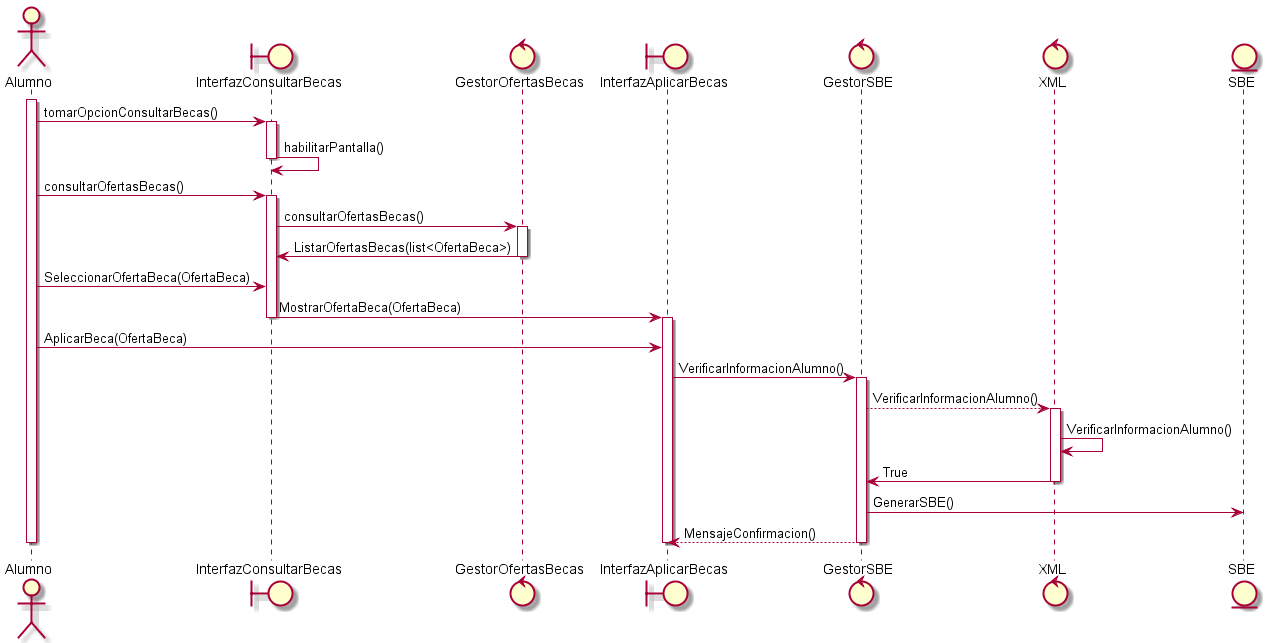 Alumno
InterfazConsultarBecas
GestorOfertasBecas
InterfazAplicarBecas
GestorSBE
XML
SBE
tomarOpcionConsultarBecas()
habilitarPantalla()
consultarOfertasBecas()
consultarOfertasBecas()
ListarOfertasBecas(list<OfertaBeca>)
SeleccionarOfertaBeca(OfertaBeca)
MostrarOfertaBeca(OfertaBeca)
AplicarBeca(OfertaBeca)
VerificarInformacionAlumno()
VerificarInformacionAlumno()
VerificarInformacionAlumno()
True
GenerarSBE()
MensajeConfirmacion()
Alumno
InterfazConsultarBecas
GestorOfertasBecas
InterfazAplicarBecas
GestorSBE
XML
SBE